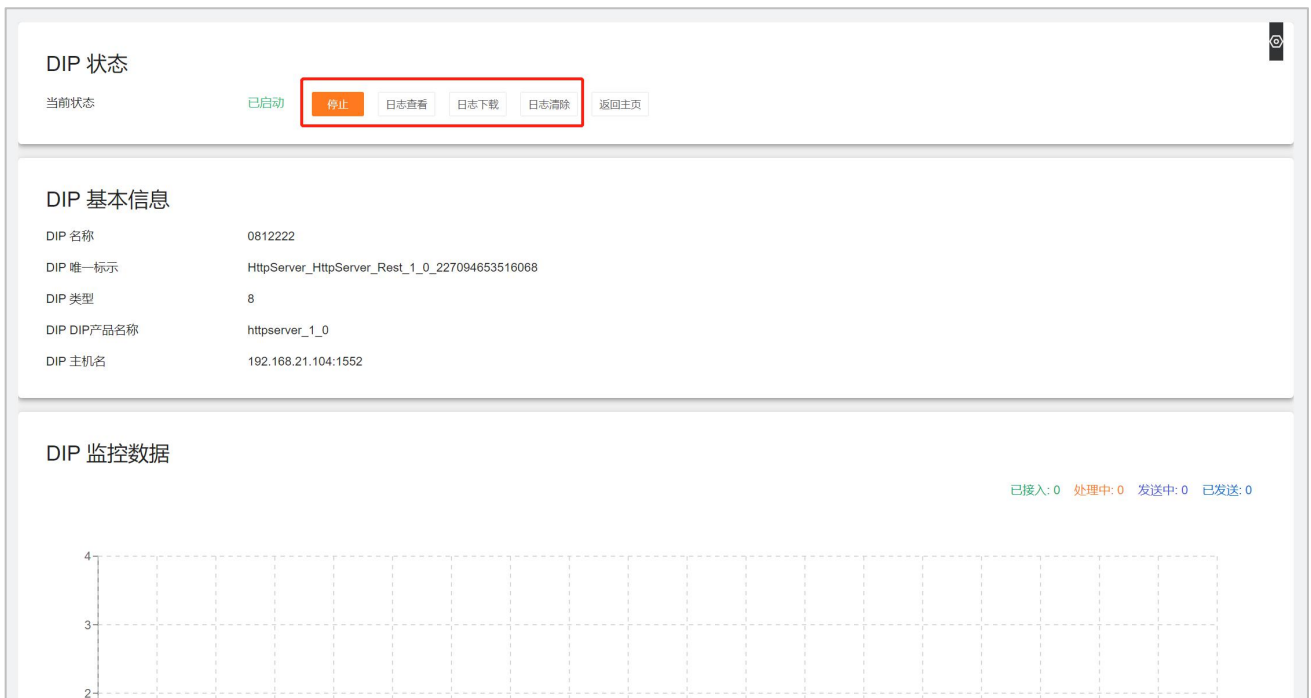 DIP 状态
当前状态 已启动 停止 日志查看 日志下载 日志清除 返回主页
DIP 基本信息
DIP 名称 0812222
DIP 唯一标示 HttpServer_HttpServer_Rest_1_0_227094653516068
DIP 类型 8
DIP DIP产品名称 httpserver_1_0
DIP 主机名 192.168.21.104:1552
DIP 监控数据
已接入: 0 处理中: 0 发送中: 0 已发送: 0
4
3
2